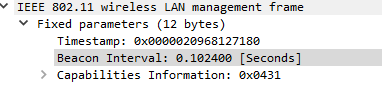 IEEE 802.11 wireless LAN management frame
Fixed parameters (12 bytes)
Timestamp: 0x0000020968127180
Beacon Interval: 0.102400 [Seconds]
Capabilities Information: 0x0431